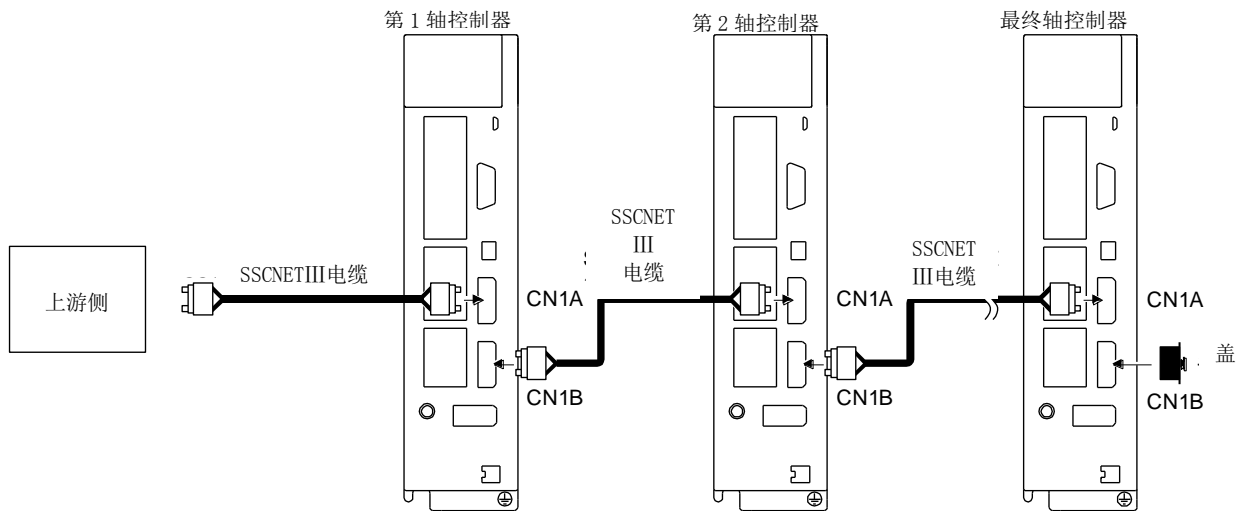 第 1 轴控制器
第 2 轴控制器
最终轴控制器
上游侧
SSCNETⅢ电缆
CN1A
CN1B
SSCNET
Ⅲ
电缆
CN1A
CN1B
SSCNET
Ⅲ电缆
CN1A
盖
CN1B